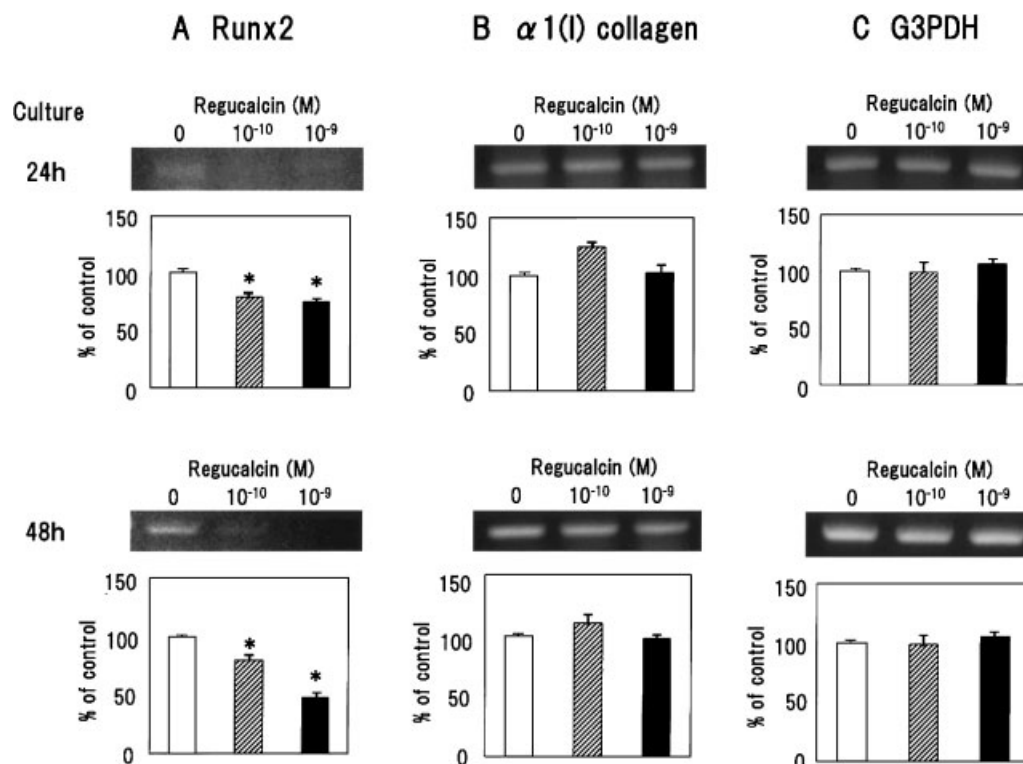 A Runx2
B α1(I) collagen
C G3PDH
Culture
24h
Regucalcin (M)
0 10⁻¹⁰ 10⁻⁹
150
100
50
0
% of control
* *
Regucalcin (M)
0 10⁻¹⁰ 10⁻⁹
150
100
50
0
% of control
Regucalcin (M)
0 10⁻¹⁰ 10⁻⁹
150
100
50
0
% of control
48h
Regucalcin (M)
0 10⁻¹⁰ 10⁻⁹
150
100
50
0
% of control
* *
Regucalcin (M)
0 10⁻¹⁰ 10⁻⁹
150
100
50
0
% of control
Regucalcin (M)
0 10⁻¹⁰ 10⁻⁹
150
100
50
0
% of control